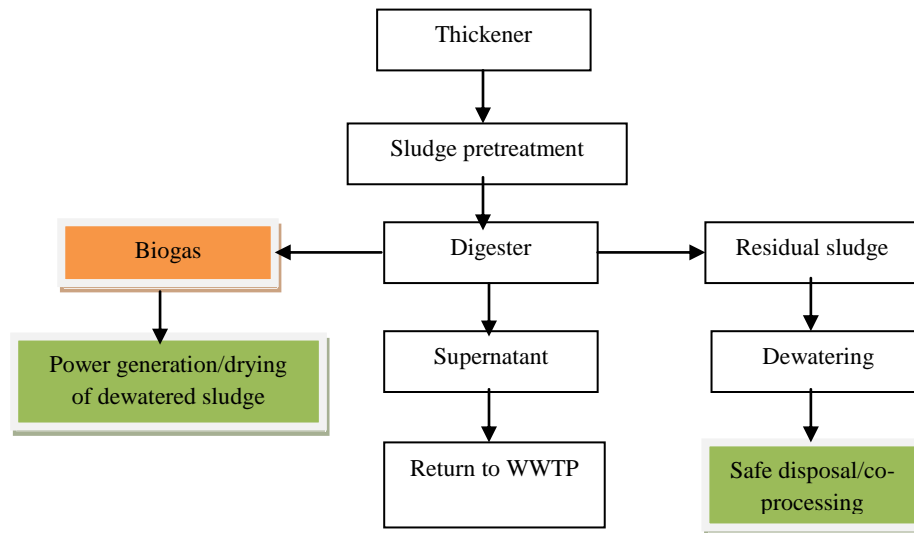 Thickener
Sludge pretreatment
Biogas
Digester
Residual sludge
Power generation/drying
of dewatered sludge
Supernatant
Dewatering
Return to WWTP
Safe disposal/co-
processing